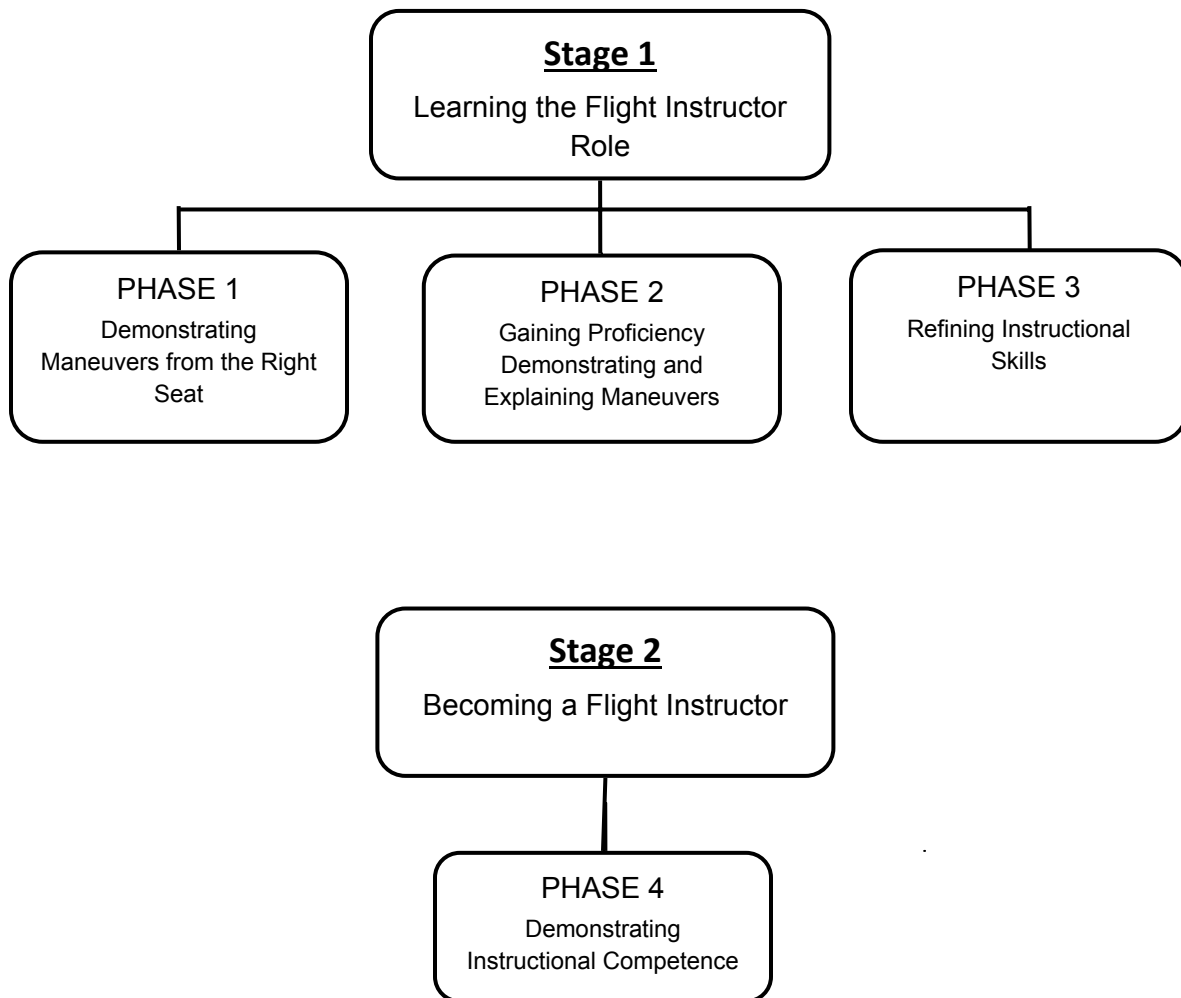 Stage 1
Learning the Flight Instructor
Role
PHASE 1
Demonstrating
Maneuvers from the Right
Seat
PHASE 2
Gaining Proficiency
Demonstrating and
Explaining Maneuvers
PHASE 3
Refining Instructional
Skills
Stage 2
Becoming a Flight Instructor
PHASE 4
Demonstrating
Instructional Competence